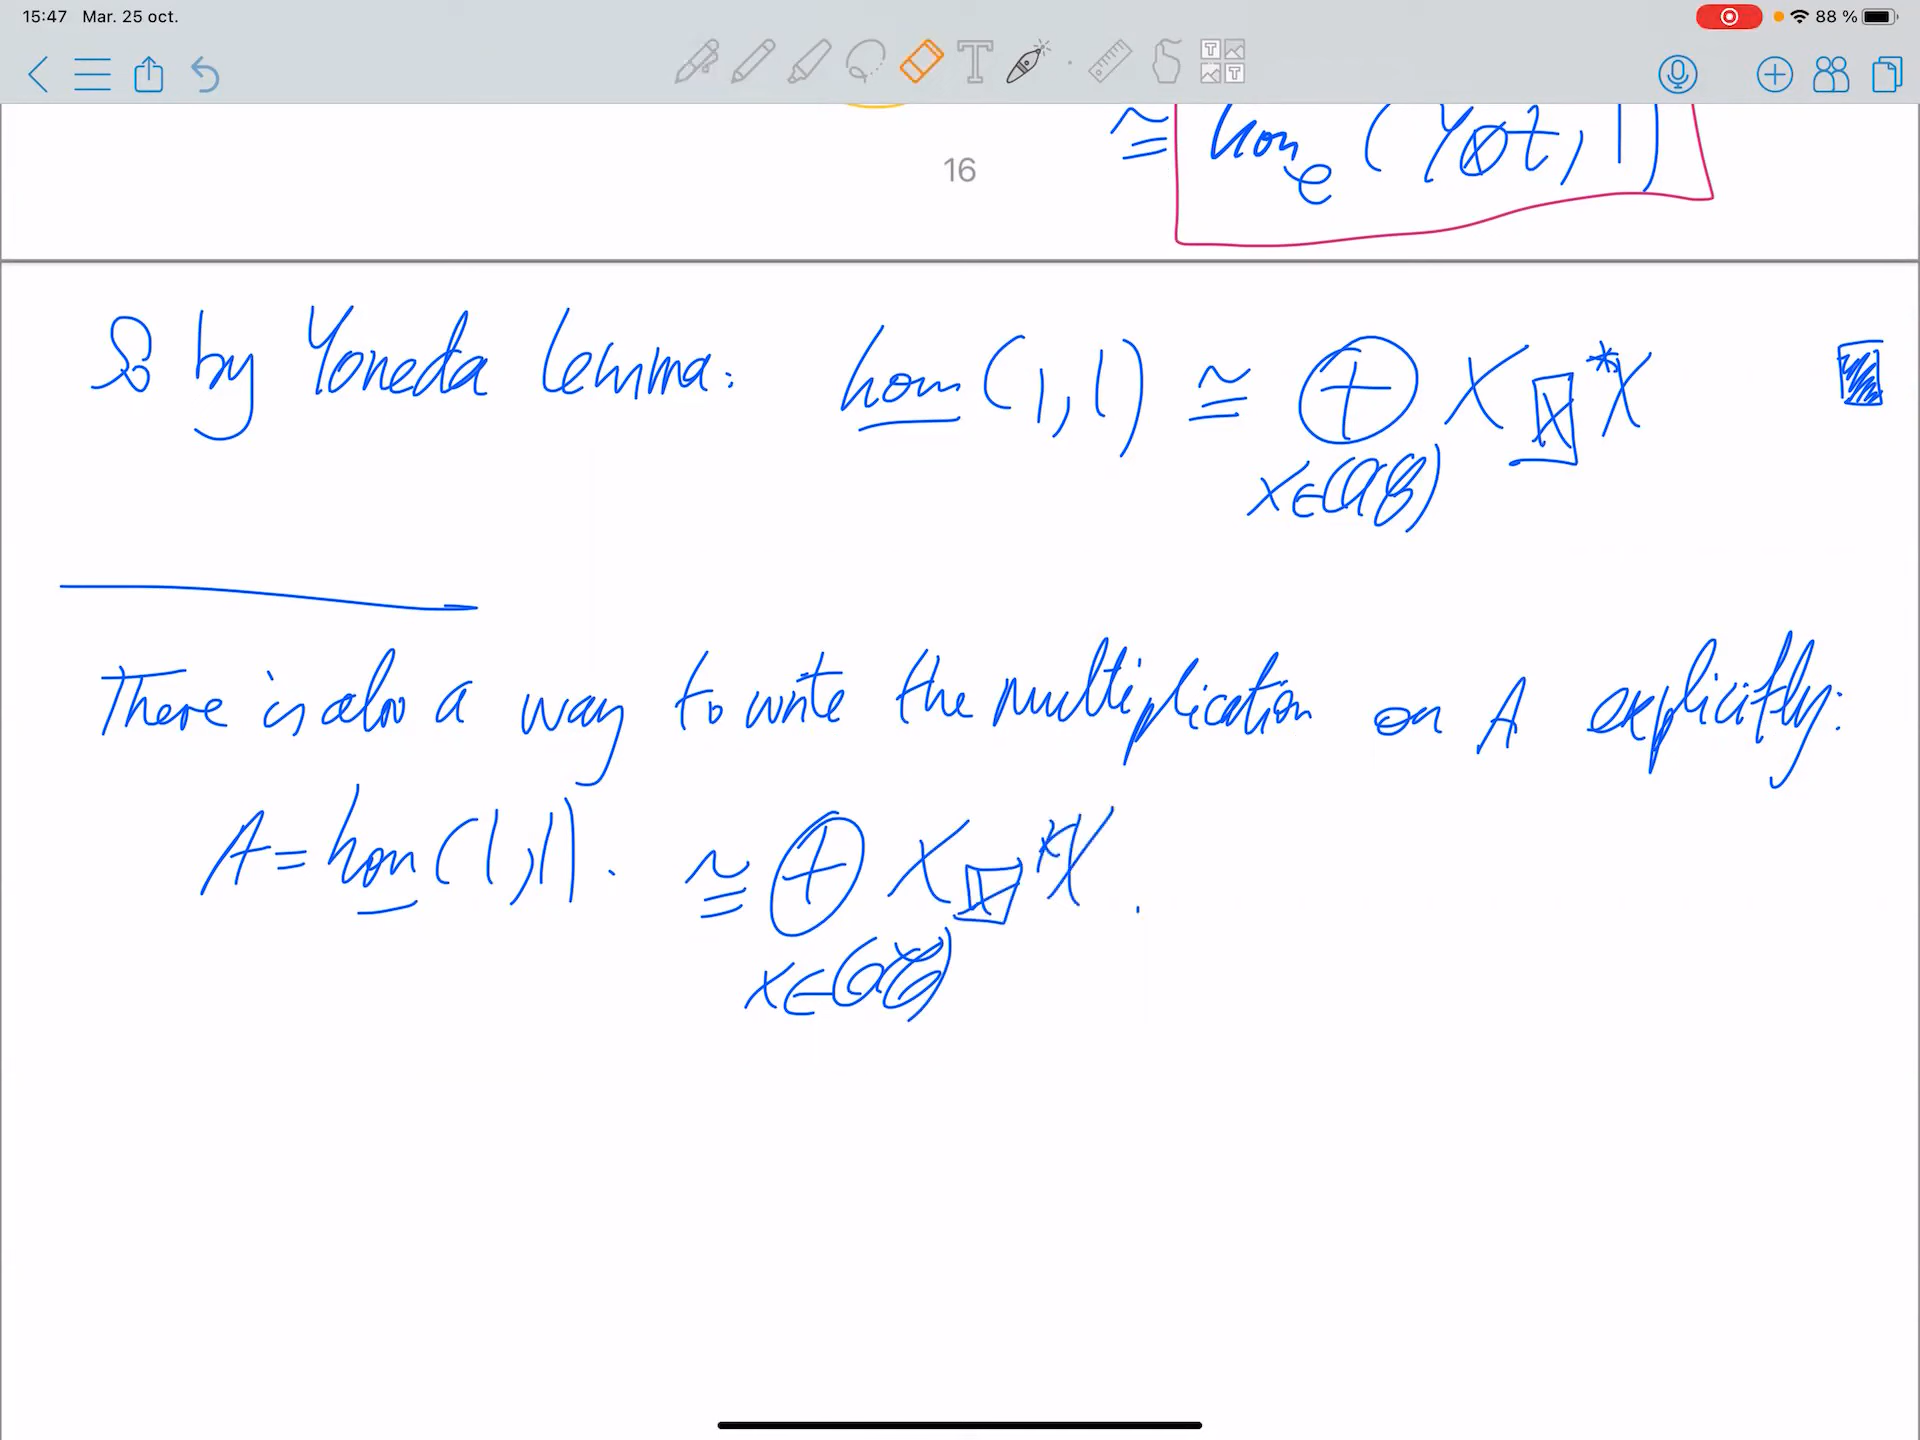 15:47 Mar. 25 oct. 88 %
≅ hom_C (Y⊗Z, 1)
16
So by Yoneda Lemma: hom(1,1) ≅ ⊕ X ⊠ *X
X∈O(C)
There is also a way to write the multiplication on A explicitly:
A = hom(1,1). ≅ ⊕ X ⊠ *X.
X∈O(C)